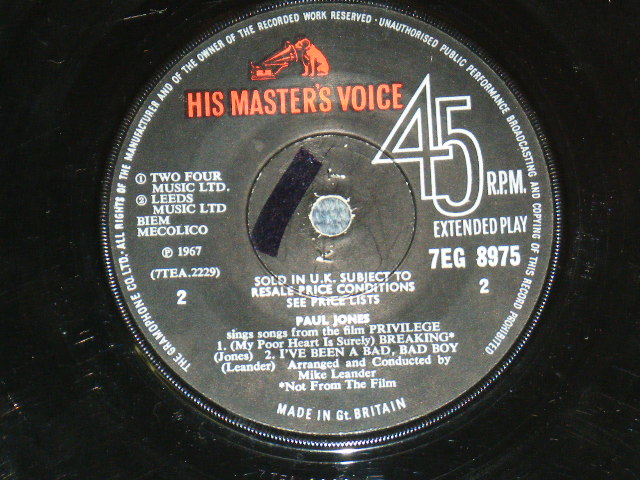 THE GRAMOPHONE CO. LTD. · ALL RIGHTS OF THE MANUFACTURER AND OF THE OWNER OF THE RECORDED WORK RESERVED · UNAUTHORISED PUBLIC PERFORMANCE BROADCASTING AND COPYING OF THIS RECORD PROHIBITED
HIS MASTER'S VOICE
45
R.P.M.
EXTENDED PLAY
① TWO FOUR
MUSIC LTD.
② LEEDS
MUSIC LTD
BIEM
MECOLICO
℗ 1967
(7TEA.2229)
2
7EG 8975
2
SOLD IN U.K. SUBJECT TO
RESALE PRICE CONDITIONS
SEE PRICE LISTS
PAUL JONES
sings songs from the film PRIVILEGE
1. (My Poor Heart Is Surely) BREAKING*
(Jones) 2. I'VE BEEN A BAD, BAD BOY
(Leander) Arranged and Conducted by
Mike Leander
*Not From The Film
MADE IN Gt. BRITAIN